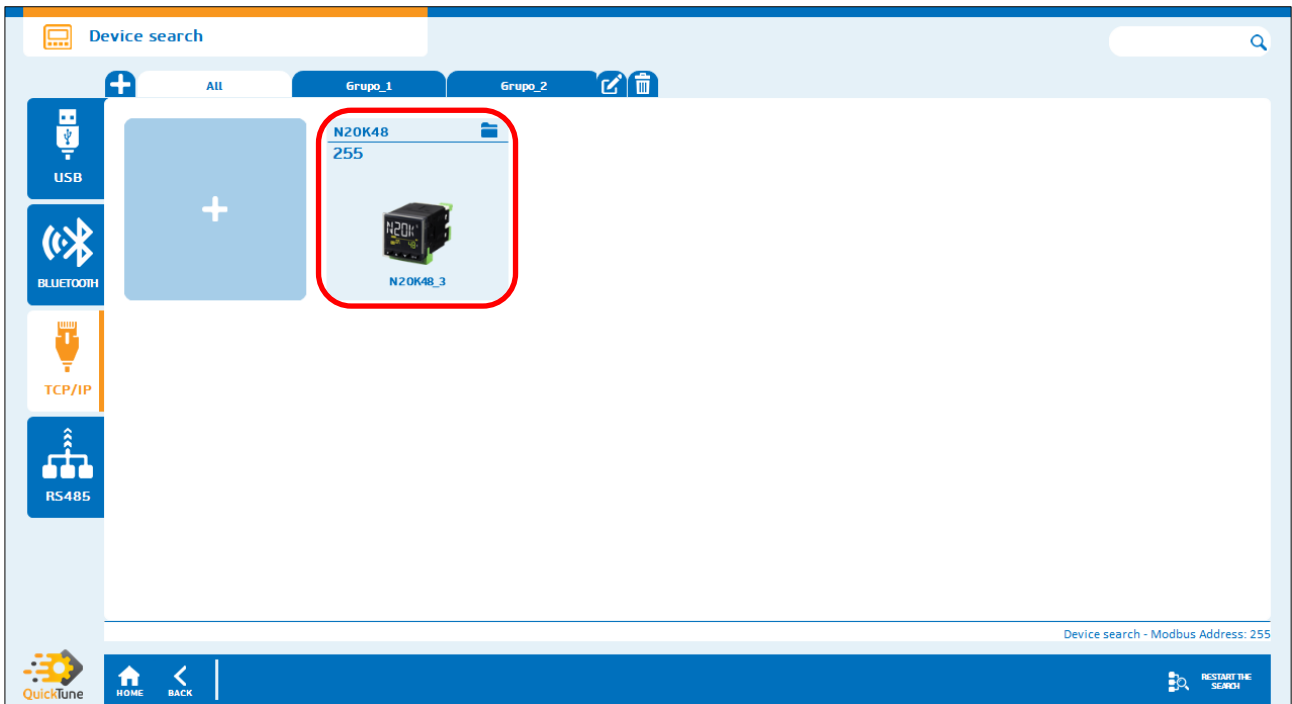 Device search
All
Grupo_1
Grupo_2
USB
BLUETOOTH
TCP/IP
RS485
N20K48
255
N20K
N20K48_3
Device search - Modbus Address: 255
QuickTune
HOME
BACK
RESTART THE
SEARCH